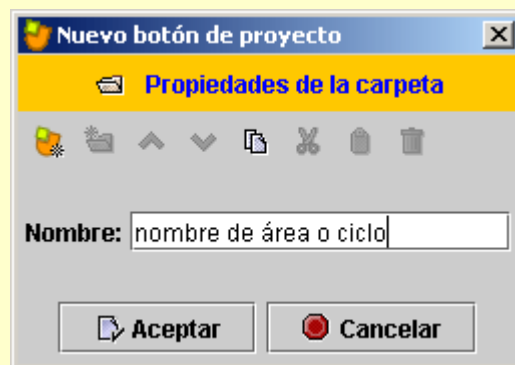 Nuevo botón de proyecto
Propiedades de la carpeta
Nombre: nombre de área o ciclo
Aceptar Cancelar